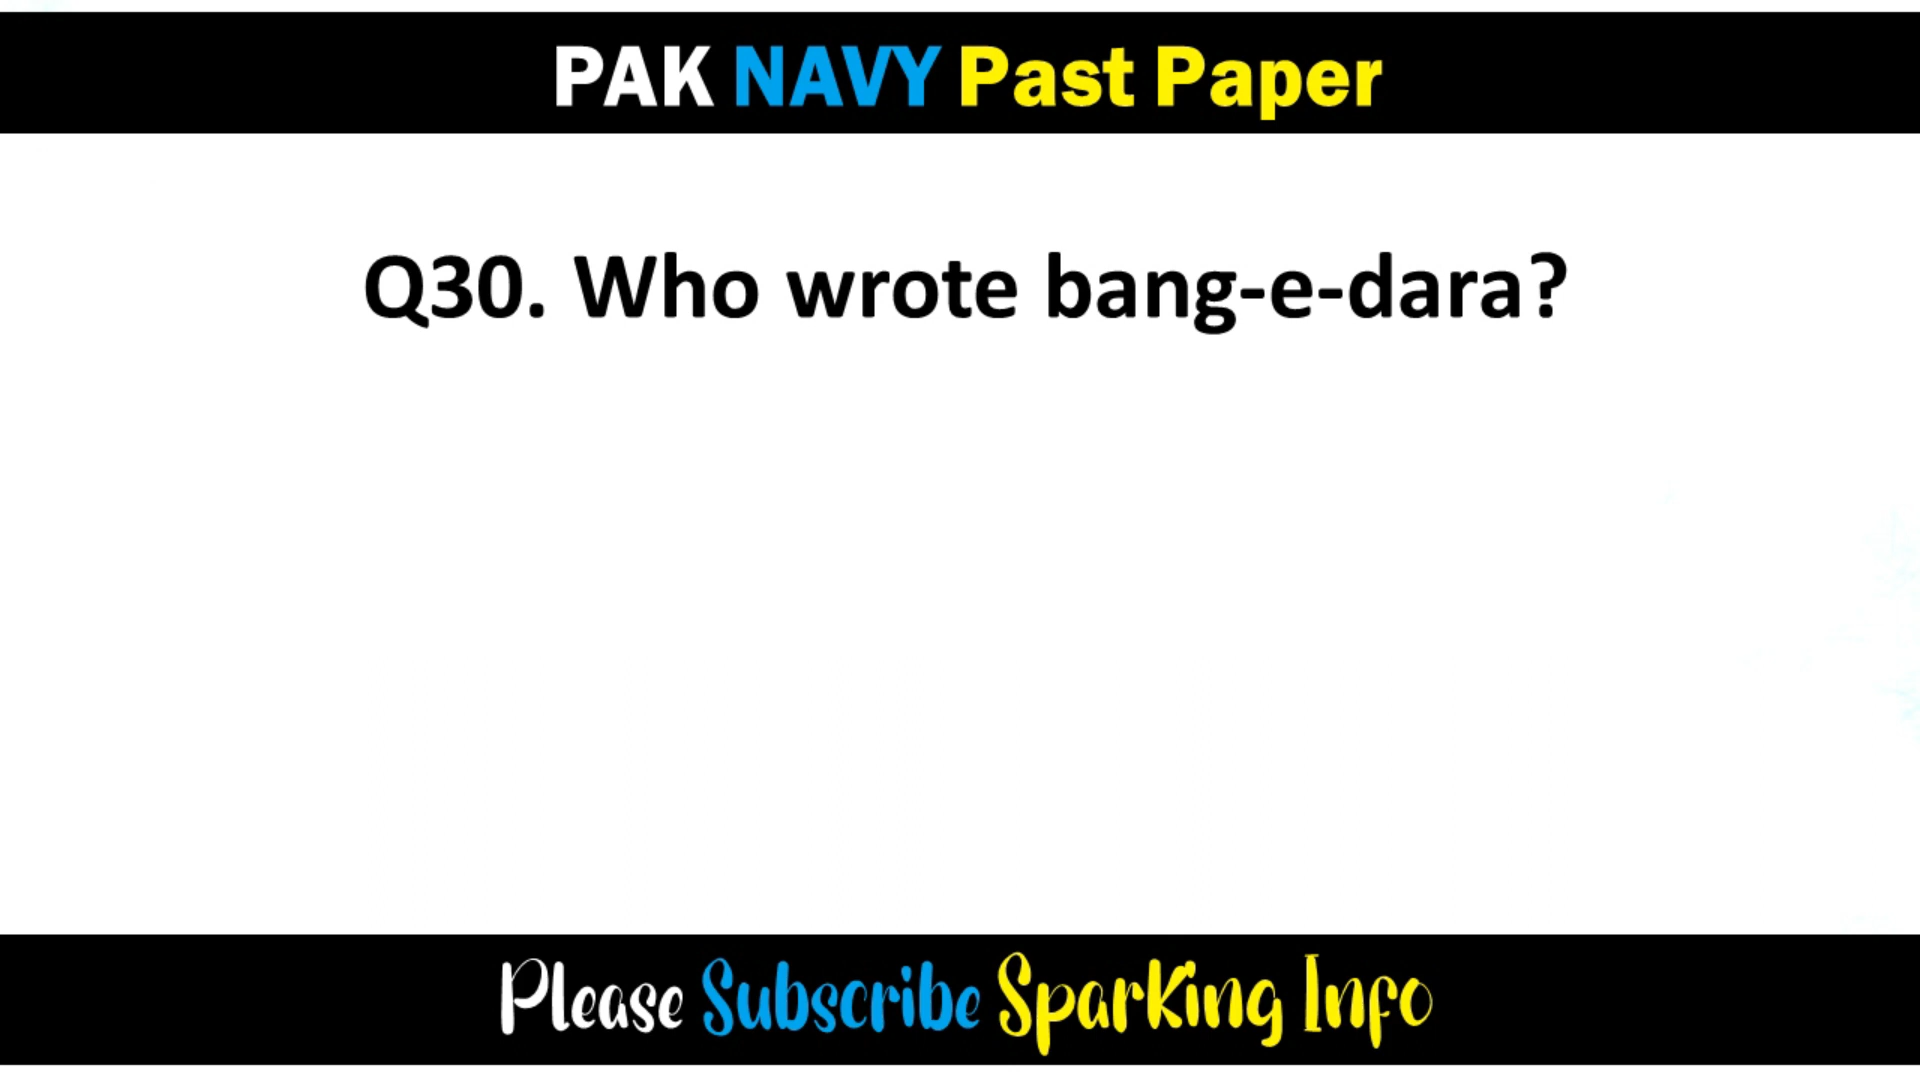 PAK NAVY Past Paper
Q30. Who wrote bang-e-dara?
Please Subscribe Sparking Info